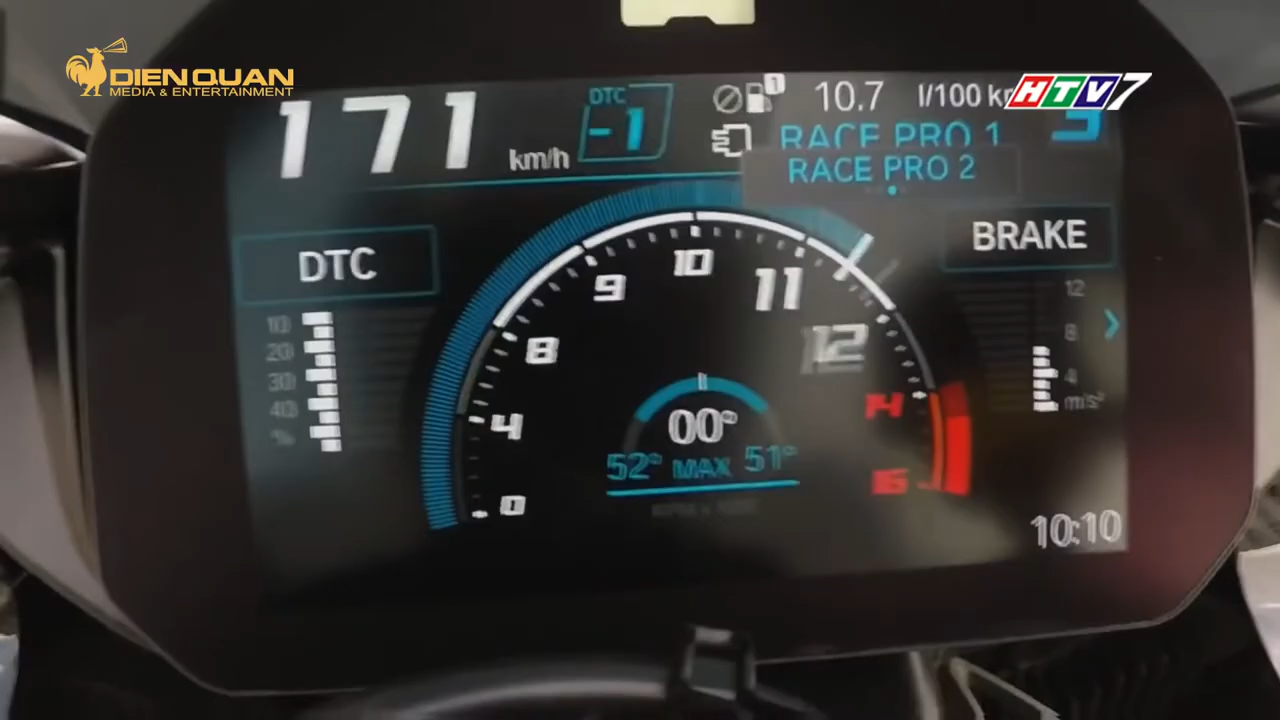 DIEN QUAN
MEDIA & ENTERTAINMENT
HTV7
171 km/h
DTC
-1
1
10.7 l/100 k
RACE PRO 1
RACE PRO 2
DTC
BRAKE
10
20
30
40
%
12
8
4
m/s²
0
4
8
9
10
11
12
14
16
00°
52° MAX 51°
10:10